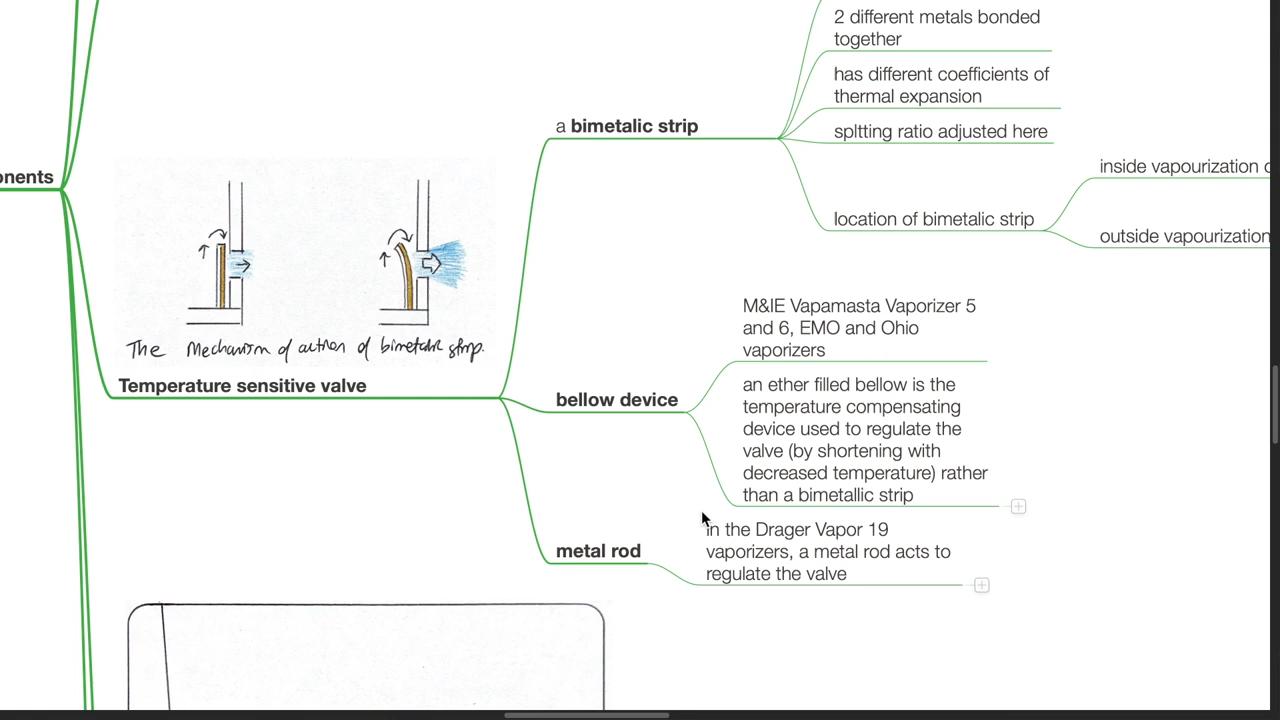 2 different metals bonded
together
has different coefficients of
thermal expansion
a bimetalic strip
spltting ratio adjusted here
inside vapourization
onents
location of bimetalic strip
outside vapourization
The Mechanism of action of bimetalic strip.
Temperature sensitive valve
M&IE Vapamasta Vaporizer 5
and 6, EMO and Ohio
vaporizers
bellow device
an ether filled bellow is the
temperature compensating
device used to regulate the
valve (by shortening with
decreased temperature) rather
than a bimetallic strip
metal rod
in the Drager Vapor 19
vaporizers, a metal rod acts to
regulate the valve